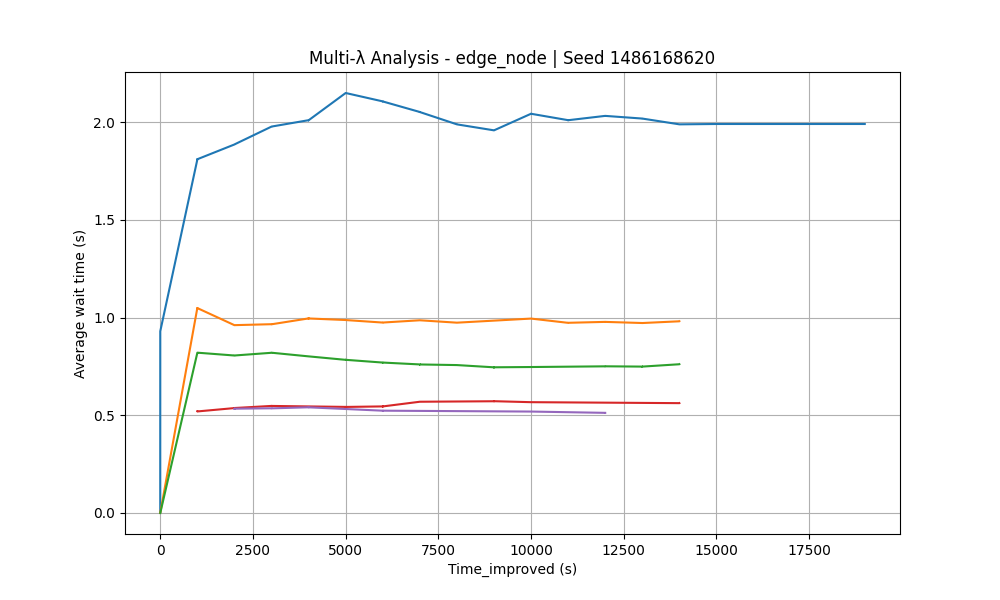 Multi-λ Analysis - edge_node | Seed 1486168620
Average wait time (s)
2.0
1.5
1.0
0.5
0.0
0 2500 5000 7500 10000 12500 15000 17500
Time_improved (s)